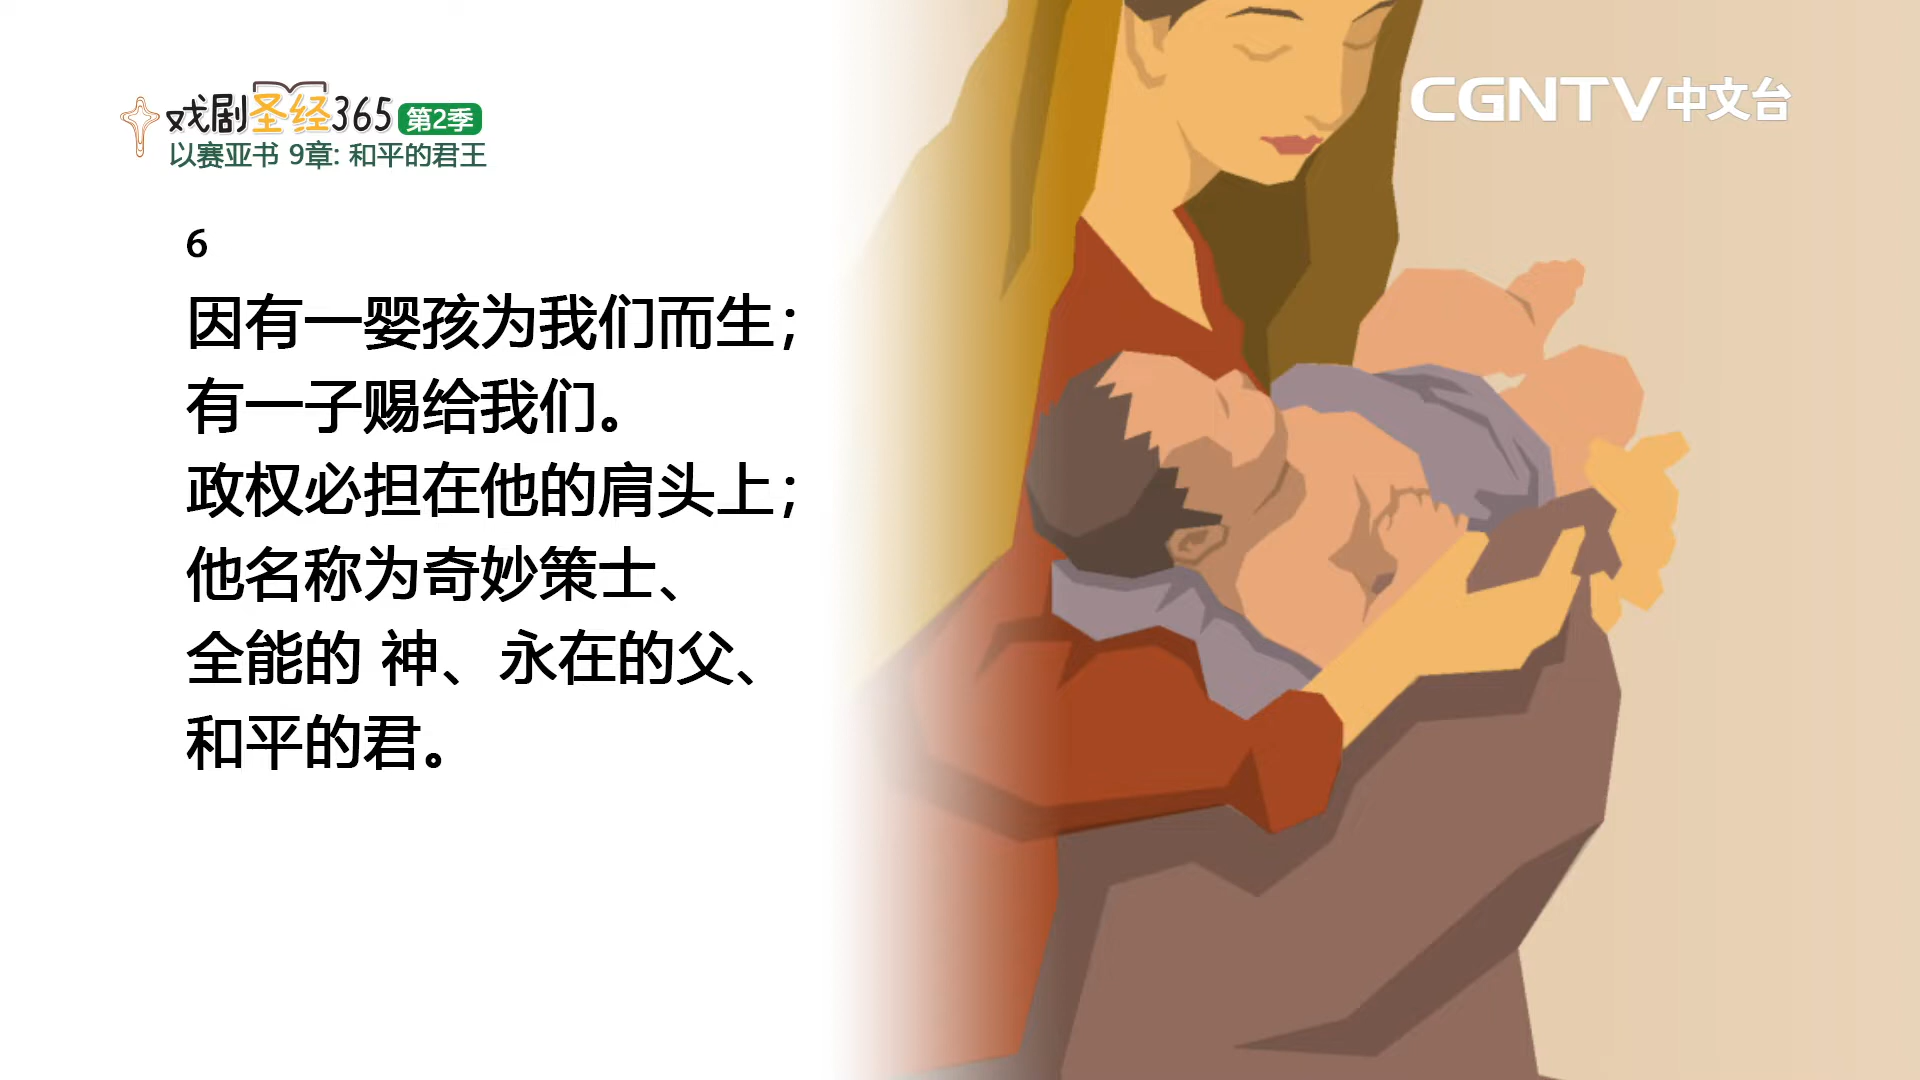 戏剧圣经365 第2季
以赛亚书 9章: 和平的君王
CGNTV中文台
6
因有一婴孩为我们而生；
有一子赐给我们。
政权必担在他的肩头上；
他名称为奇妙策士、
全能的 神、永在的父、
和平的君。